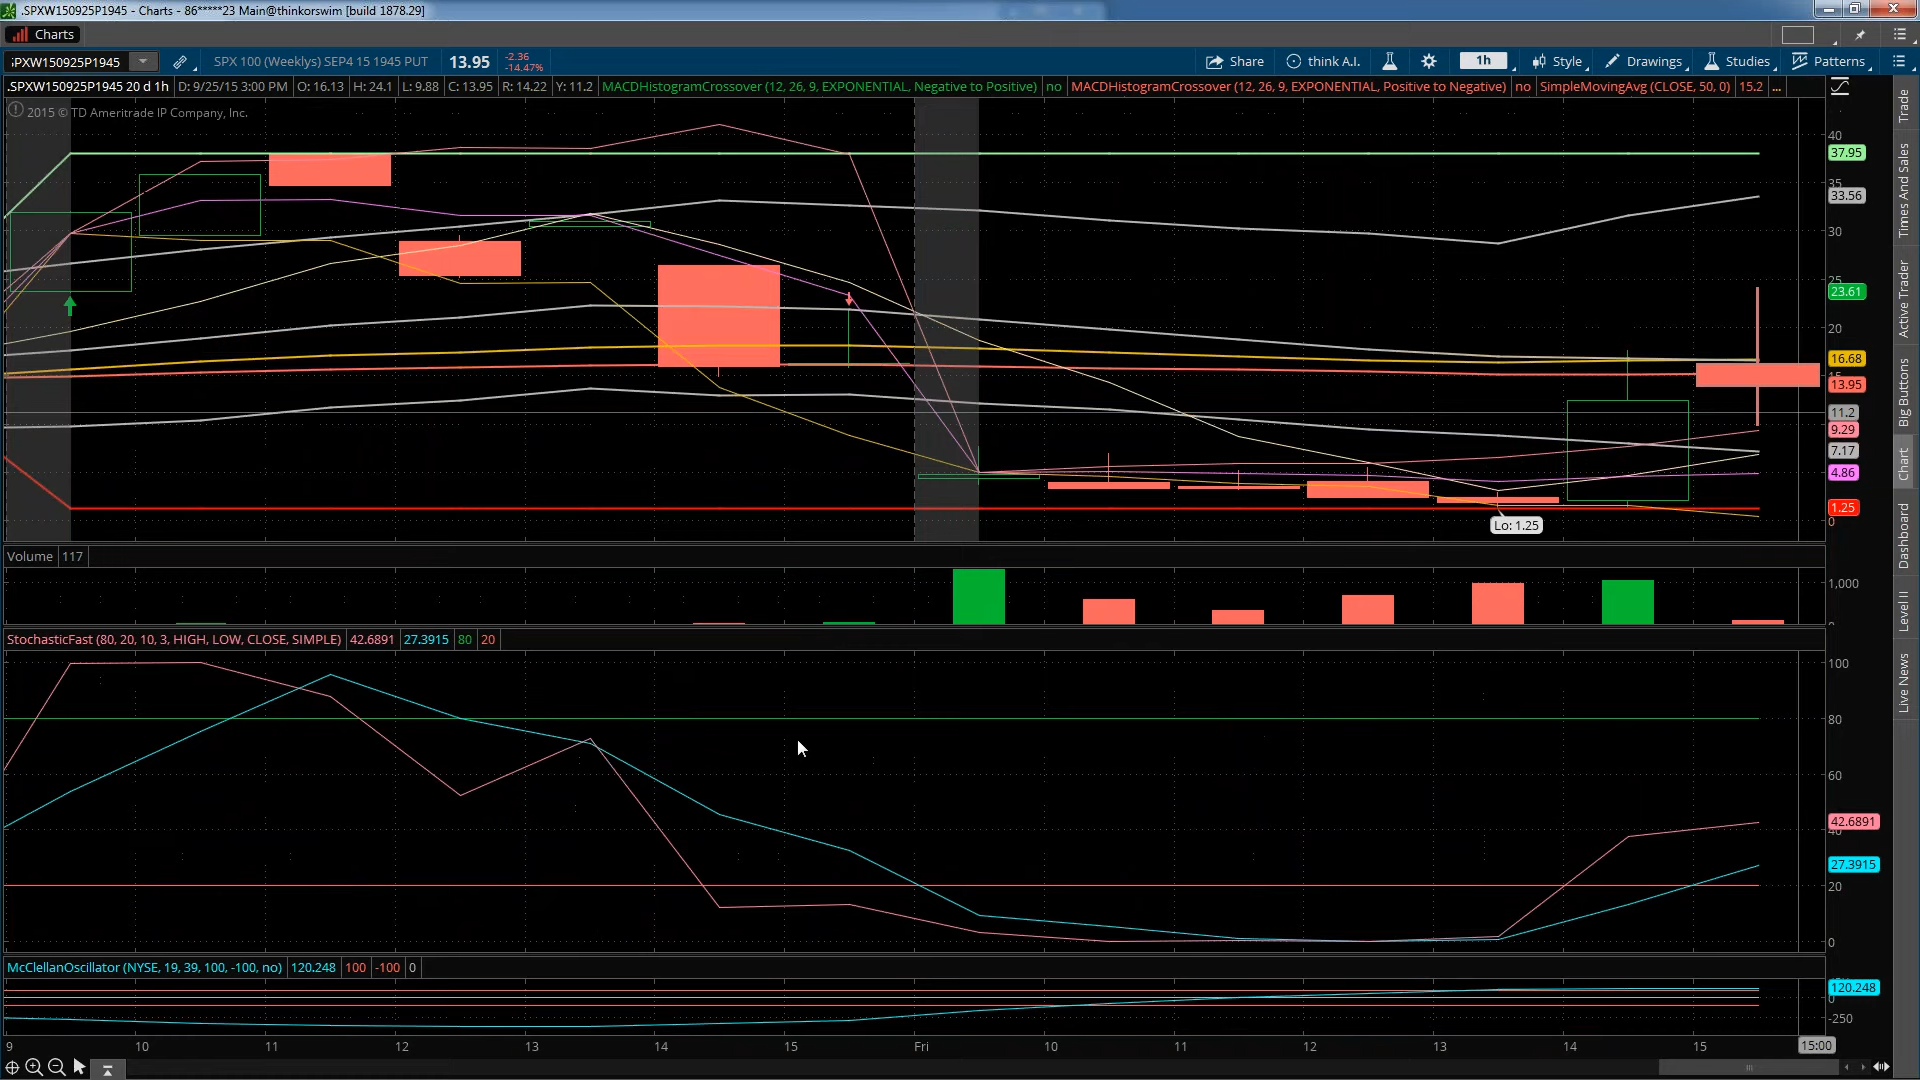 .SPXW150925P1945 - Charts - 86*****23 Main@thinkorswim [build 1878.29]
Charts
iPXW150925P1945 SPX 100 (Weeklys) SEP4 15 1945 PUT 13.95 -2.36 -14.47% Share think A.I. 1h Style Drawings Studies Patterns
.SPXW150925P1945 20 d 1h D: 9/25/15 3:00 PM O: 16.13 H: 24.1 L: 9.88 C: 13.95 R: 14.22 Y: 11.2 MACDHistogramCrossover (12, 26, 9, EXPONENTIAL, Negative to Positive) no MACDHistogramCrossover (12, 26, 9, EXPONENTIAL, Positive to Negative) no SimpleMovingAvg (CLOSE, 50, 0) 15.2 ...
2015 © TD Ameritrade IP Company, Inc.
40
37.95
35
33.56
30
25
23.61
20
16.68
15
13.95
11.2
9.29
7.17
4.86
1.25
0
Lo: 1.25
Volume 117
1,000
0
StochasticFast (80, 20, 10, 3, HIGH, LOW, CLOSE, SIMPLE) 42.6891 27.3915 80 20
100
80
60
42.6891
40
27.3915
20
0
McClellanOscillator (NYSE, 19, 39, 100, -100, no) 120.248 100 -100 0
120.248
0
-250
9 10 11 12 13 14 15 Fri 10 11 12 13 14 15 15:00
Trade
Times And Sales
Active Trader
Big Buttons
Chart
Dashboard
Level II
Live News